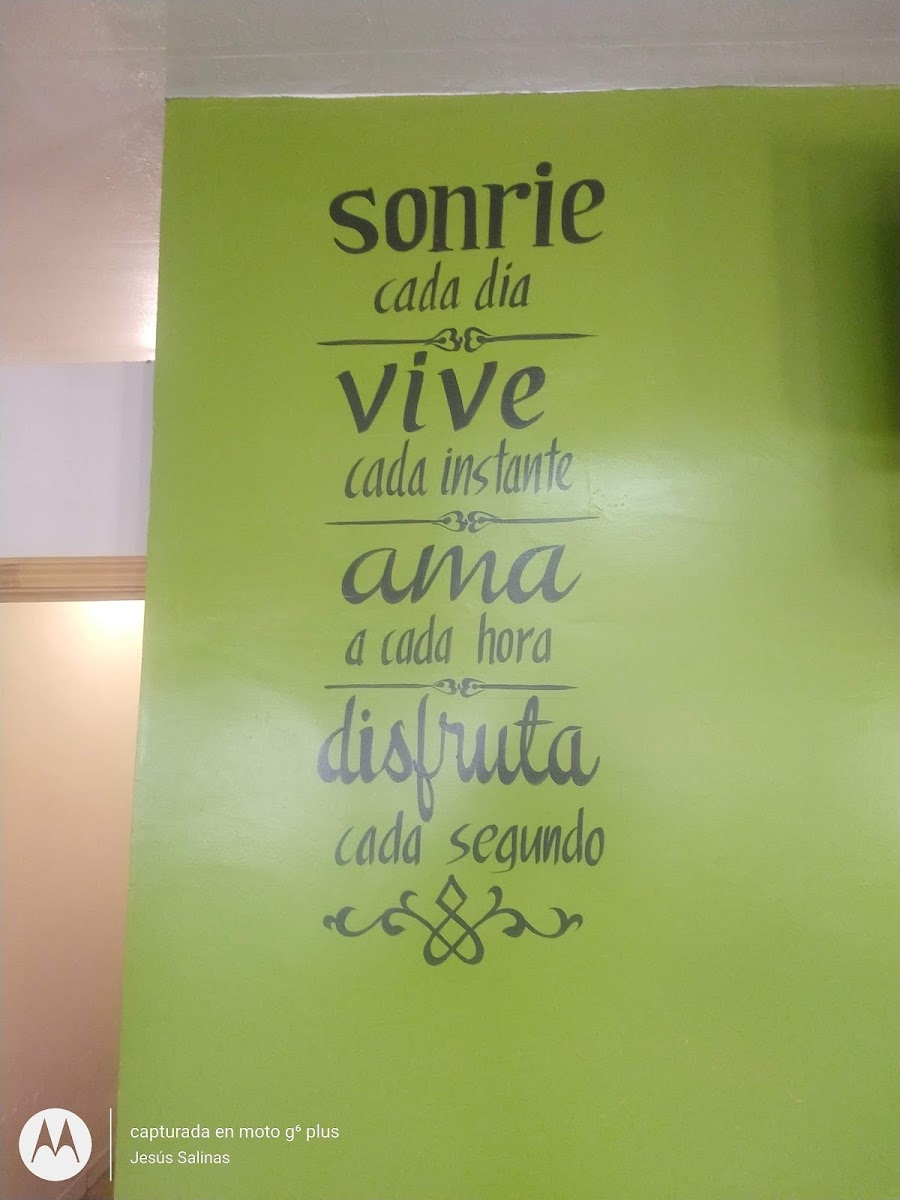 sonrie
cada dia
vive
cada instante
ama
a cada hora
disfruta
cada segundo
capturada en moto g⁶ plus
Jesús Salinas